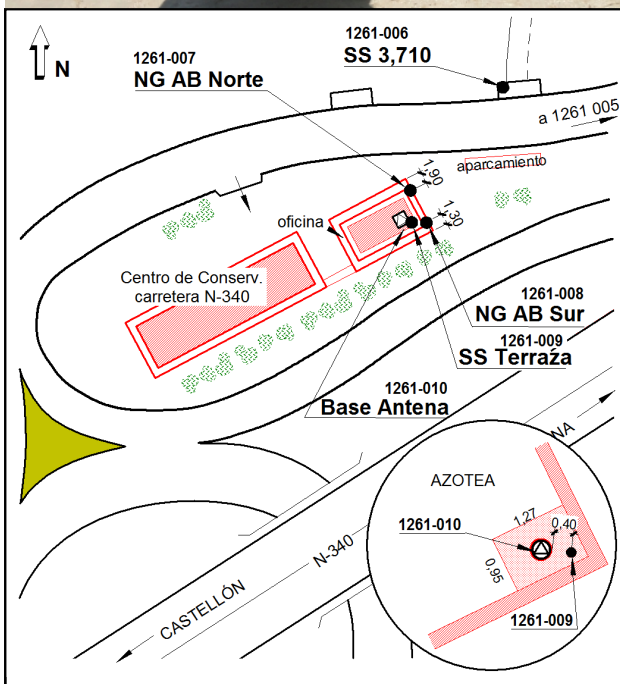 1261-006
SS 3,710
1261-007
NG AB Norte
N
a 1261 005
aparcamiento
1,90
1,30
oficina
Centro de Conserv.
carretera N-340
1261-008
NG AB Sur
1261-009
SS Terraza
1261-010
Base Antena
NA
AZOTEA
1,27
0,40
1261-010
0,95
1261-009
N-340
CASTELLÓN